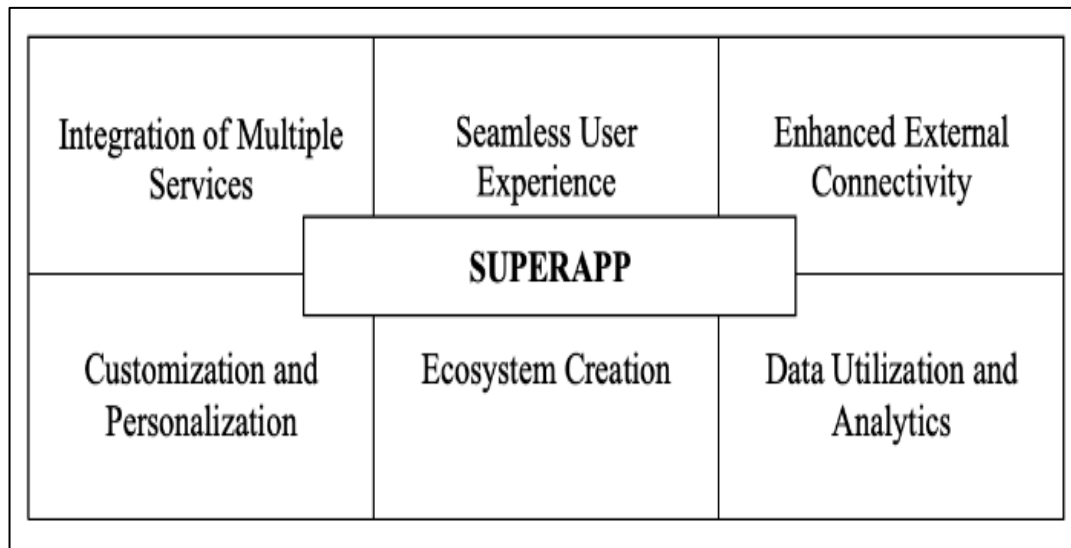 Integration of Multiple
Services
Seamless User
Experience
Enhanced External
Connectivity
SUPERAPP
Customization and
Personalization
Ecosystem Creation
Data Utilization and
Analytics